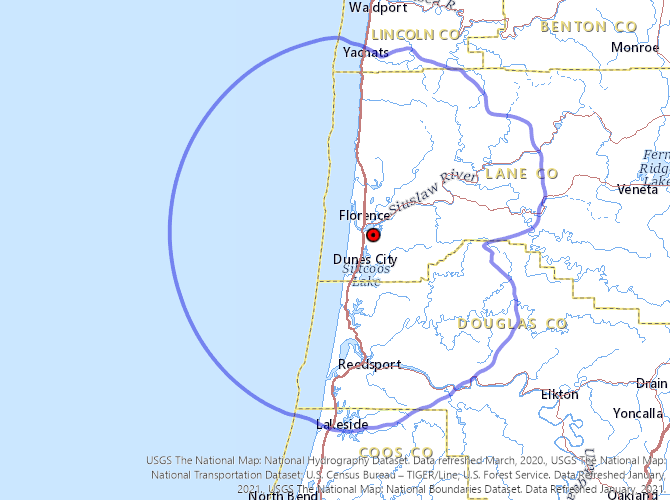 Waldport
LINCOLN CO
BENTON CO
Yachats
Monroe
LANE CO
Siuslaw River
Veneta
Florence
Dunes City
Siltcoos
Lake
DOUGLAS CO
Reedsport
Elkton
Drain
Yoncalla
Lakeside
COOS CO
USGS The National Map: National Hydrography Dataset. Data refreshed March, 2020., USGS The National Map:
National Transportation Dataset; U.S. Census Bureau – TIGER/Line; U.S. Forest Service. Data Refreshed January,
2021., USGS The National Map: National Boundaries Dataset. Data Refreshed January, 2021.
North Bend
Oakland